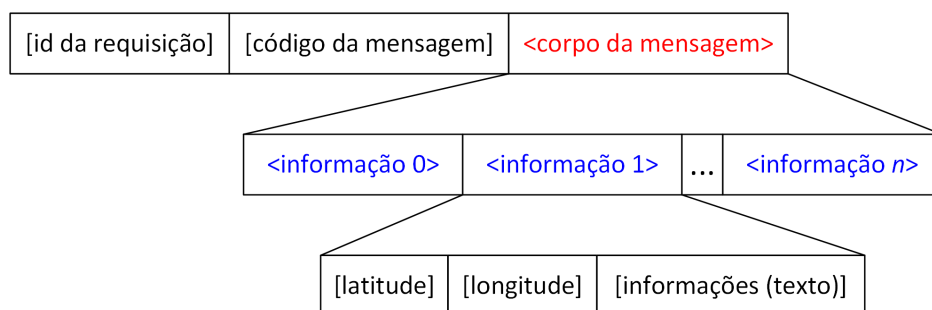 [id da requisição] [código da mensagem] <corpo da mensagem>
<informação 0> <informação 1> ... <informação n>
[latitude] [longitude] [informações (texto)]